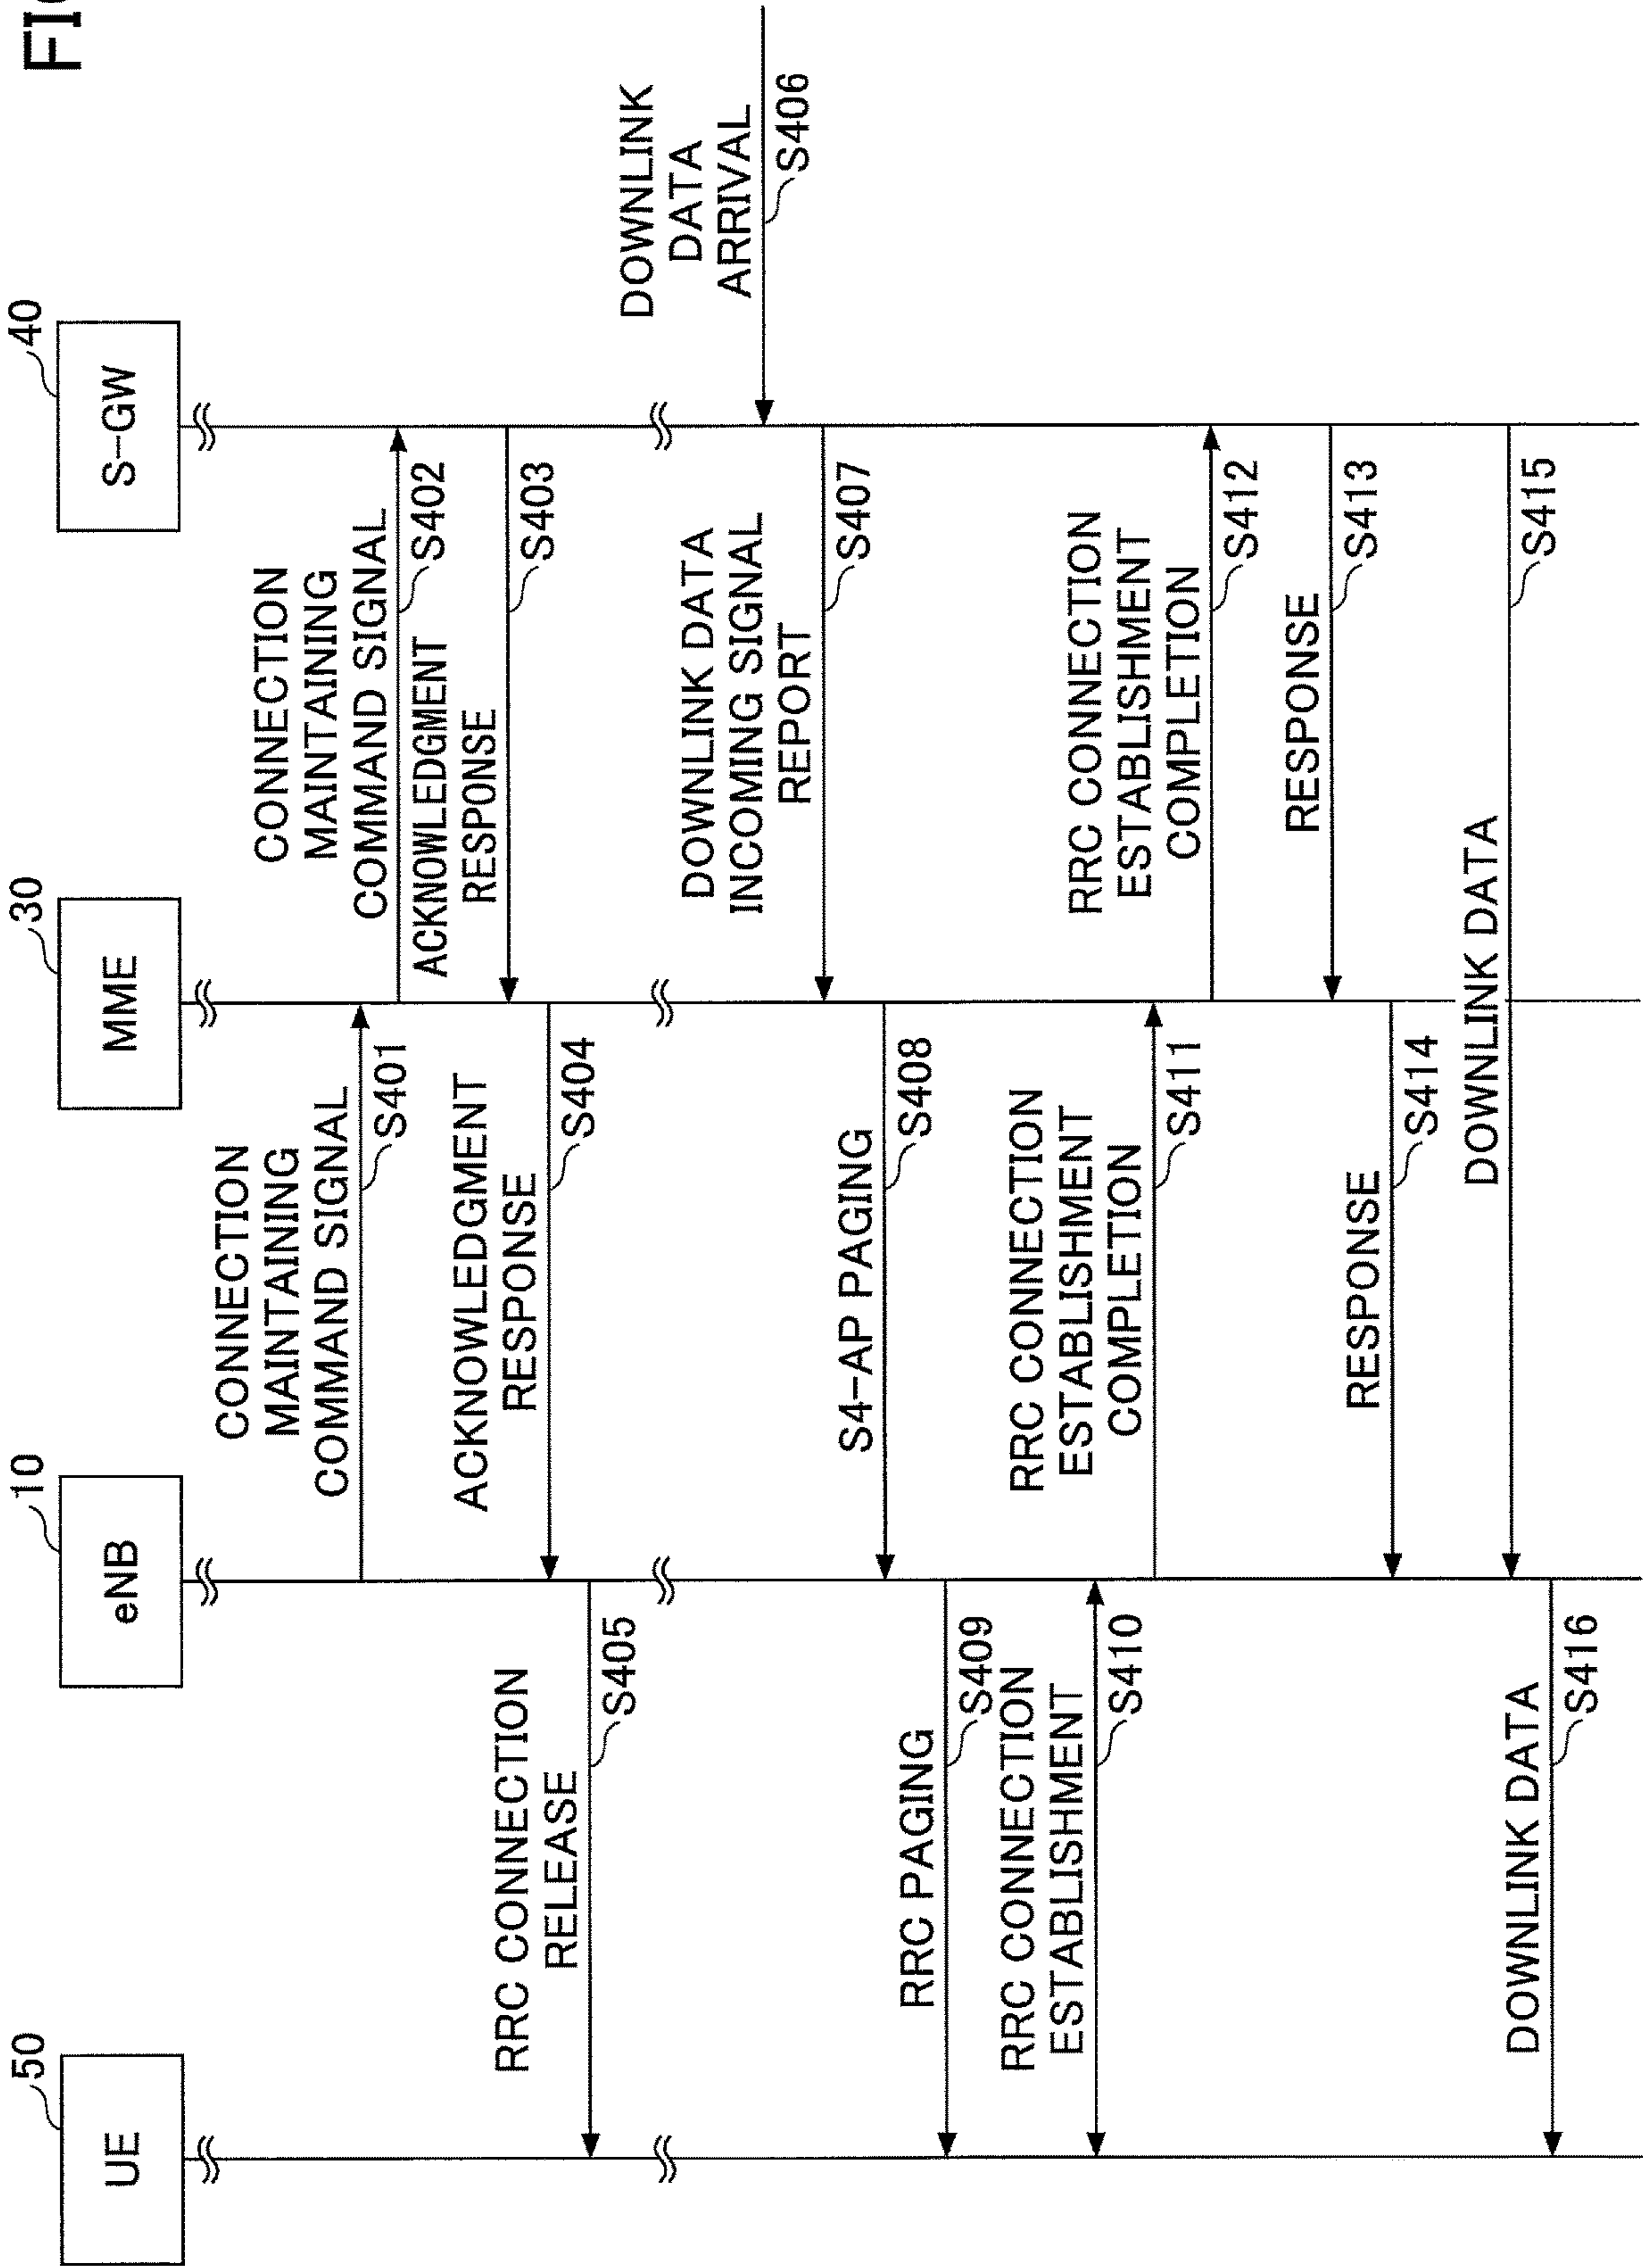 FIG
50
UE
10
eNB
30
MME
40
S-GW
CONNECTION
MAINTAINING
COMMAND SIGNAL
S401
CONNECTION
MAINTAINING
COMMAND SIGNAL
S402
ACKNOWLEDGMENT
RESPONSE
S403
ACKNOWLEDGMENT
RESPONSE
S404
RRC CONNECTION
RELEASE
S405
DOWNLINK
DATA
ARRIVAL
S406
DOWNLINK DATA
INCOMING SIGNAL
REPORT
S407
S4-AP PAGING
S408
RRC PAGING
S409
RRC CONNECTION
ESTABLISHMENT
S410
RRC CONNECTION
ESTABLISHMENT
COMPLETION
S411
RRC CONNECTION
ESTABLISHMENT
COMPLETION
S412
RESPONSE
S413
RESPONSE
S414
DOWNLINK DATA
S415
DOWNLINK DATA
S416